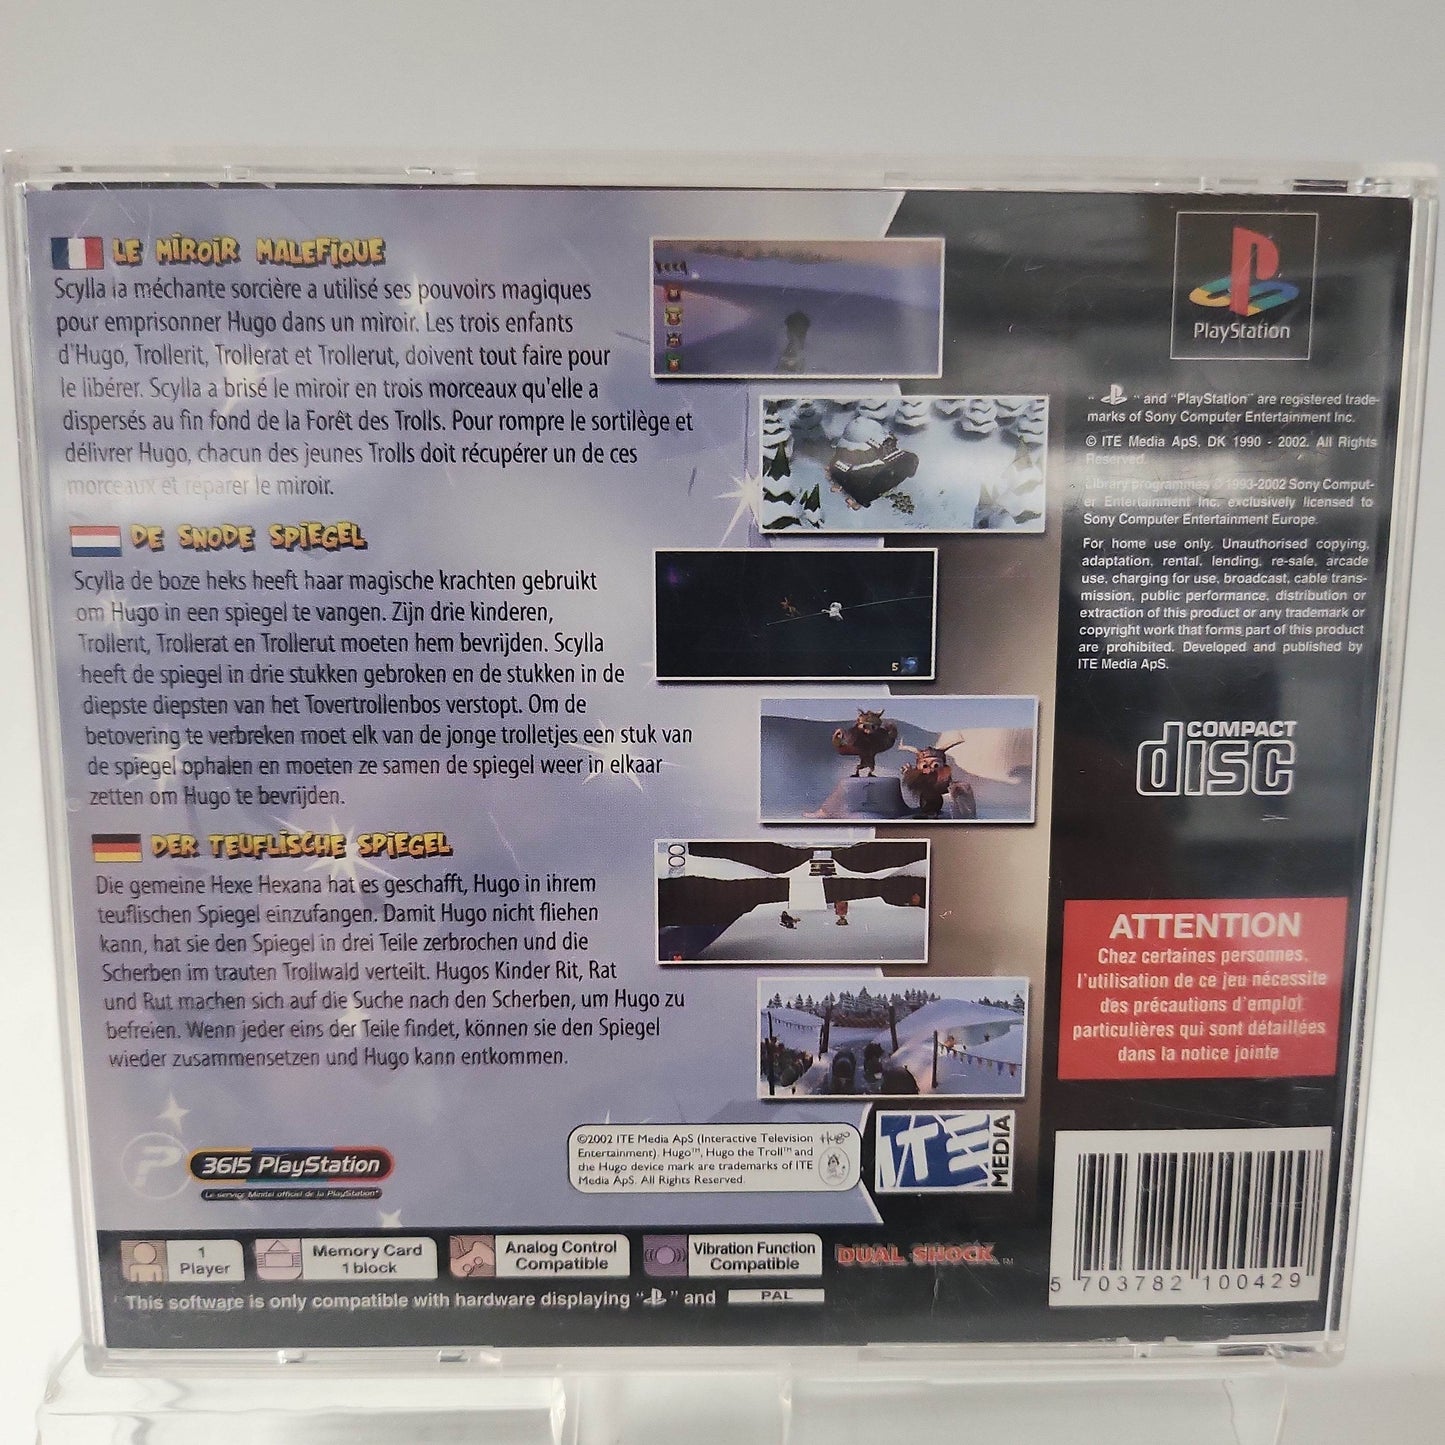 LE MIROIR MALEFIQUE
Scylla la méchante sorcière a utilisé ses pouvoirs magiques
pour emprisonner Hugo dans un miroir. Les trois enfants
d'Hugo, Trollerit, Trollerat et Trollerut, doivent tout faire pour
le libérer. Scylla a brisé le miroir en trois morceaux qu'elle a
dispersés au fin fond de la Forêt des Trolls. Pour rompre le sortilège et
délivrer Hugo, chacun des jeunes Trolls doit récupérer un de ces
morceaux et réparer le miroir.
DE SNODE SPIEGEL
Scylla de boze heks heeft haar magische krachten gebruikt
om Hugo in een spiegel te vangen. Zijn drie kinderen,
Trollerit, Trollerat en Trollerut moeten hem bevrijden. Scylla
heeft de spiegel in drie stukken gebroken en de stukken in de
diepste diepsten van het Tovertrollenbos verstopt. Om de
betovering te verbreken moet elk van de jonge trolletjes een stuk van
de spiegel ophalen en moeten ze samen de spiegel weer in elkaar
zetten om Hugo te bevrijden.
DER TEUFLISCHE SPIEGEL
Die gemeine Hexe Hexana hat es geschafft, Hugo in ihrem
teuflischen Spiegel einzufangen. Damit Hugo nicht fliehen
kann, hat sie den Spiegel in drei Teile zerbrochen und die
Scherben im trauten Trollwald verteilt. Hugos Kinder Rit, Rat
und Rut machen sich auf die Suche nach den Scherben, um Hugo zu
befreien. Wenn jeder eins der Teile findet, können sie den Spiegel
wieder zusammensetzen und Hugo kann entkommen.
3615 PlayStation
Le service Minitel officiel de la PlayStation
©2002 ITE Media ApS (Interactive Television
Entertainment). Hugo™, Hugo the Troll™ and
the Hugo device mark are trademarks of ITE
Media ApS. All Rights Reserved.
Hugo
ITE
MEDIA
PlayStation
" " and "PlayStation" are registered trade-
marks of Sony Computer Entertainment Inc.
© ITE Media ApS, DK 1990 - 2002. All Rights
Reserved.
Library programmes © 1993-2002 Sony Comput-
er Entertainment Inc. exclusively licensed to
Sony Computer Entertainment Europe.
For home use only. Unauthorised copying,
adaptation, rental, lending, re-sale, arcade
use, charging for use, broadcast, cable trans-
mission, public performance, distribution or
extraction of this product or any trademark or
copyright work that forms part of this product
are prohibited. Developed and published by
ITE Media ApS.
COMPACT
disc
ATTENTION
Chez certaines personnes,
l'utilisation de ce jeu nécessite
des précautions d'emploi
particulières qui sont détaillées
dans la notice jointe
5 703782 100429
1
Player
Memory Card
1 block
Analog Control
Compatible
Vibration Function
Compatible
DUAL SHOCK™
This software is only compatible with hardware displaying " " and PAL